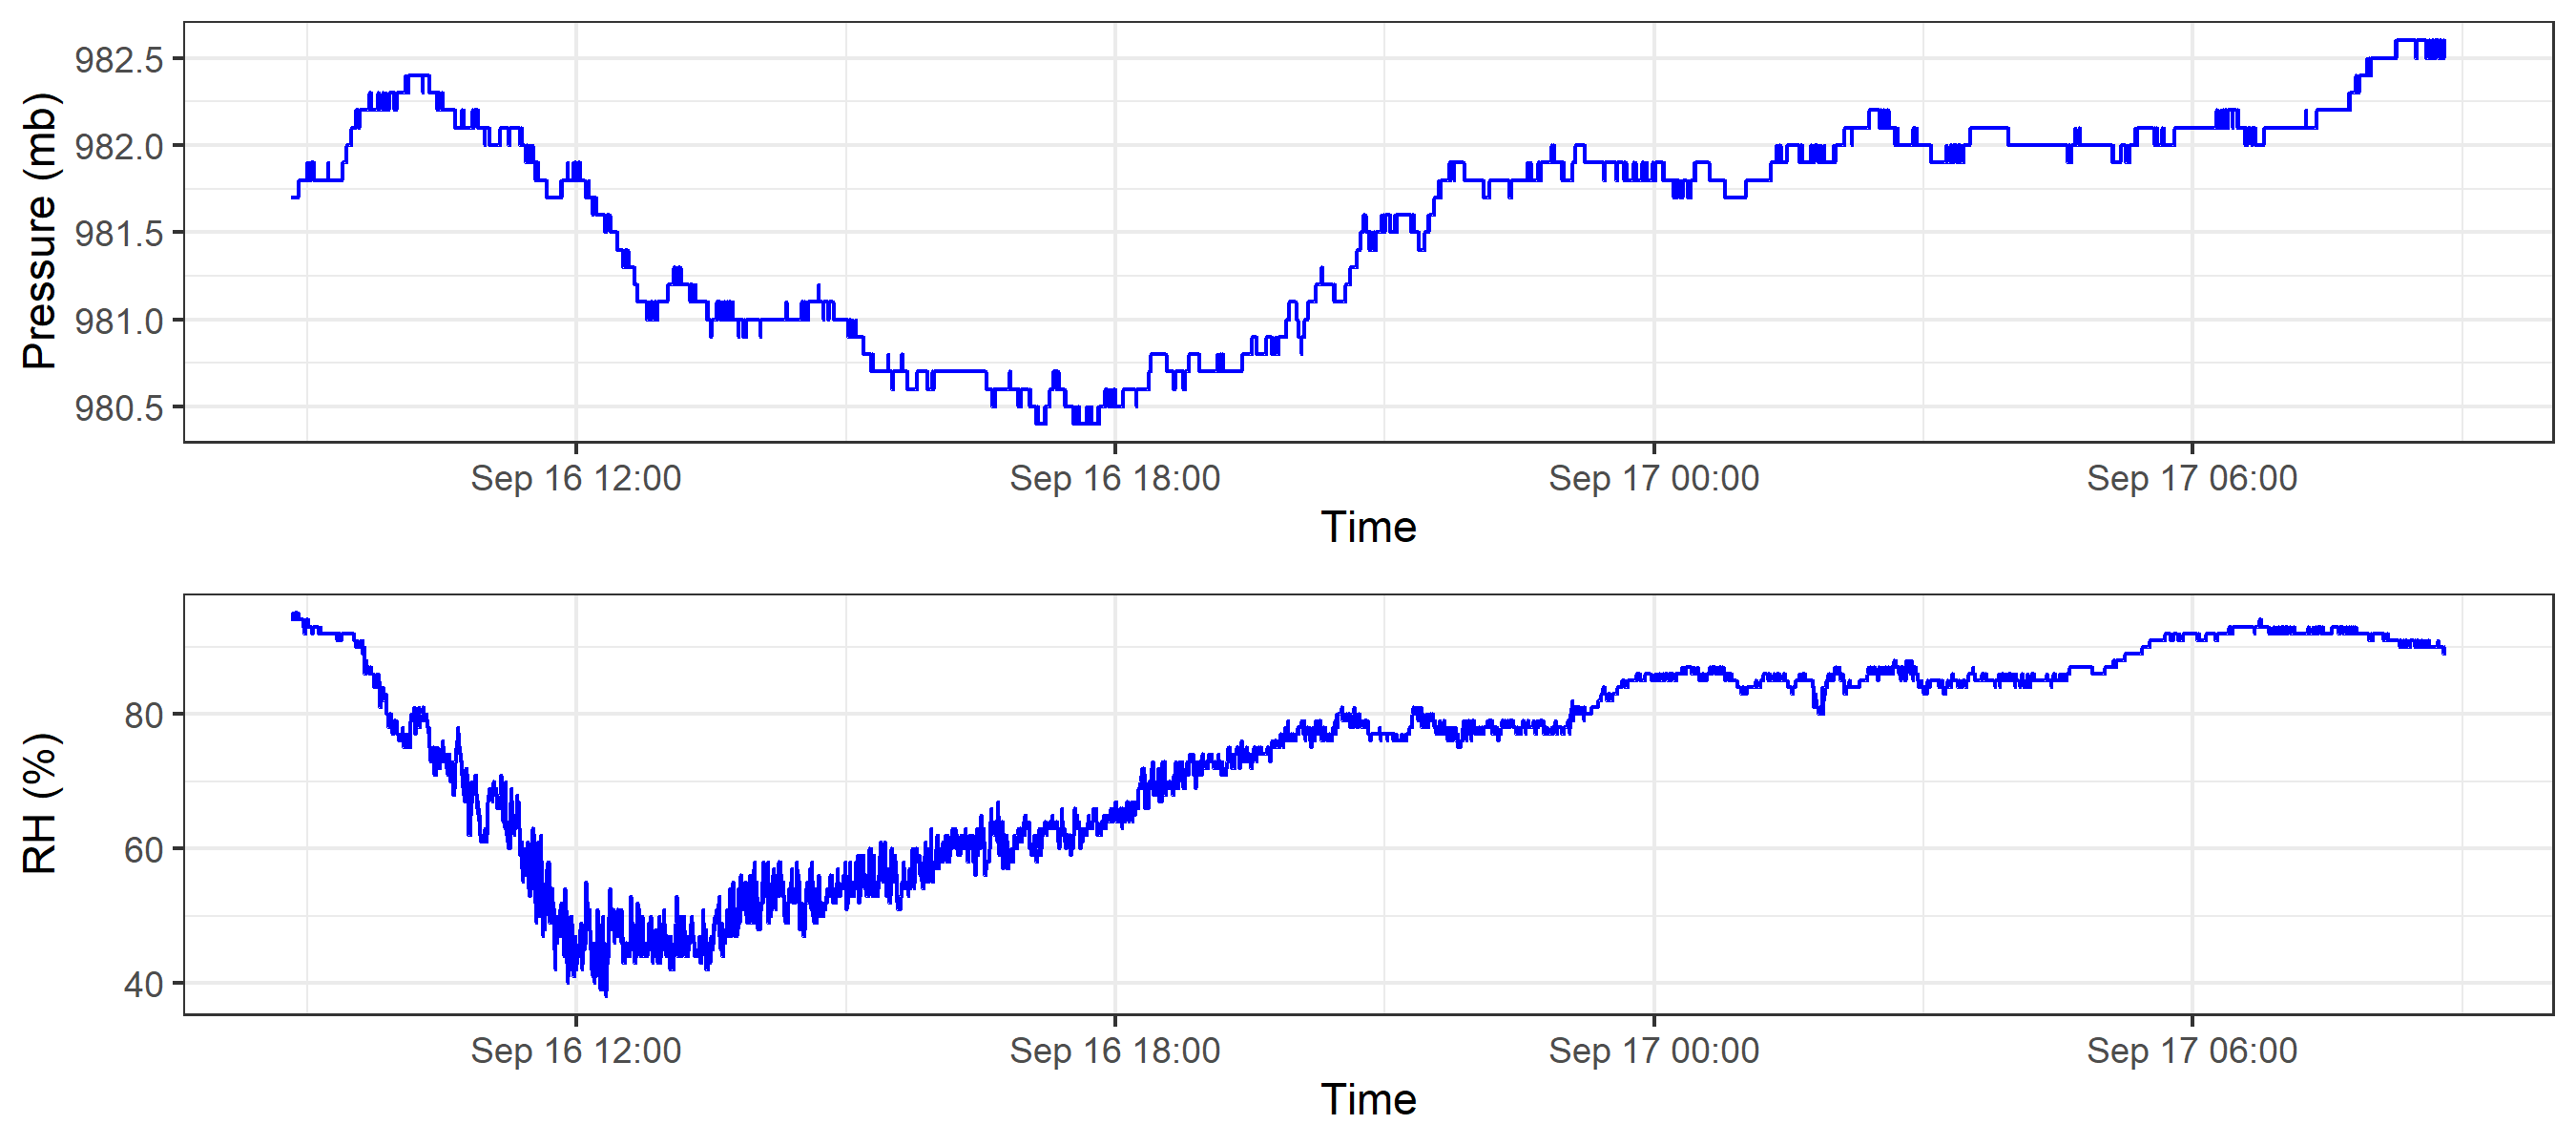 Pressure (mb)
982.5
982.0
981.5
981.0
980.5
Sep 16 12:00
Sep 16 18:00
Sep 17 00:00
Sep 17 06:00
Time
RH (%)
80
60
40
Sep 16 12:00
Sep 16 18:00
Sep 17 00:00
Sep 17 06:00
Time